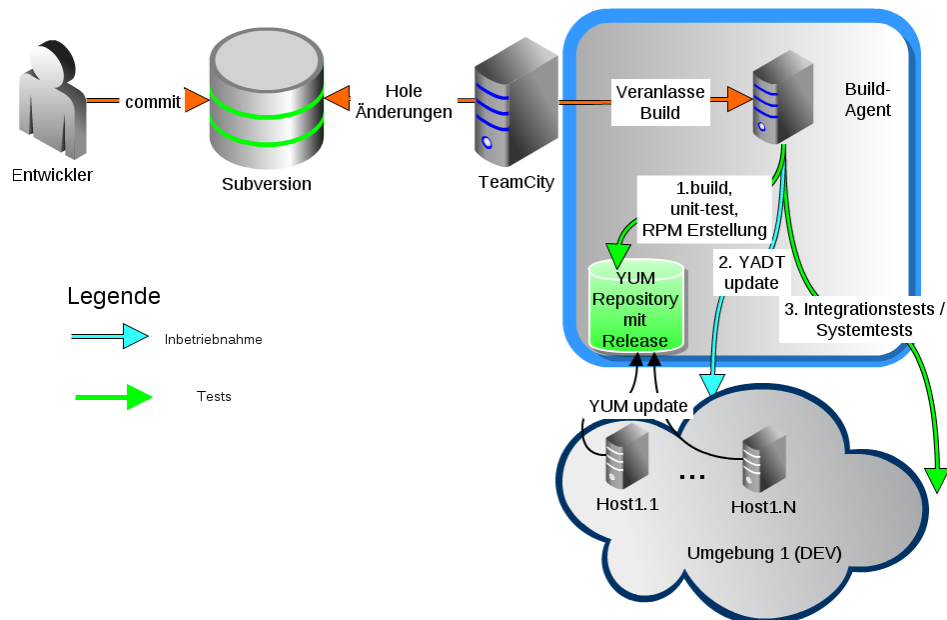 commit
Hole
Änderungen
Veranlasse
Build
Build-
Agent
Entwickler
Subversion
TeamCity
1.build,
unit-test,
RPM Erstellung
2. YADT
update
YUM
Repository
mit
Release
3. Integrationstests /
Systemtests
Legende
Inbetriebnahme
Tests
YUM update
Host1.1
...
Host1.N
Umgebung 1 (DEV)